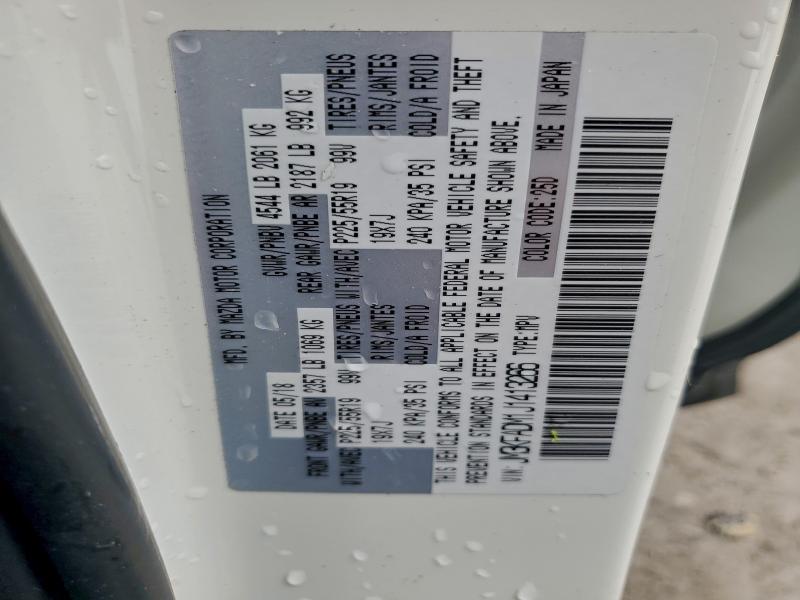 MFD. BY MAZDA MOTOR CORPORATION
DATE 05/18 GVWR/PNBV 4544 LB 2061 KG
FRONT GAWR/PNBE AV 2357 LB 1069 KG REAR GAWR/PNBE AR 2187 LB 992 KG
WITH/AVEC P225/55R19 99V TIRES/PNEUS WITH/AVEC P225/55R19 99V TIRES/PNEUS
19X7J RIMS/JANTES 19X7J RIMS/JANTES
240 KPA/35 PSI COLD/A FROID 240 KPA/35 PSI COLD/A FROID
THIS VEHICLE CONFORMS TO ALL APPLICABLE FEDERAL MOTOR VEHICLE SAFETY AND THEFT
PREVENTION STANDARDS IN EFFECT ON THE DATE OF MANUFACTURE SHOWN ABOVE.
VIN: TYPE:MPV COLOR CODE:25D MADE IN JAPAN